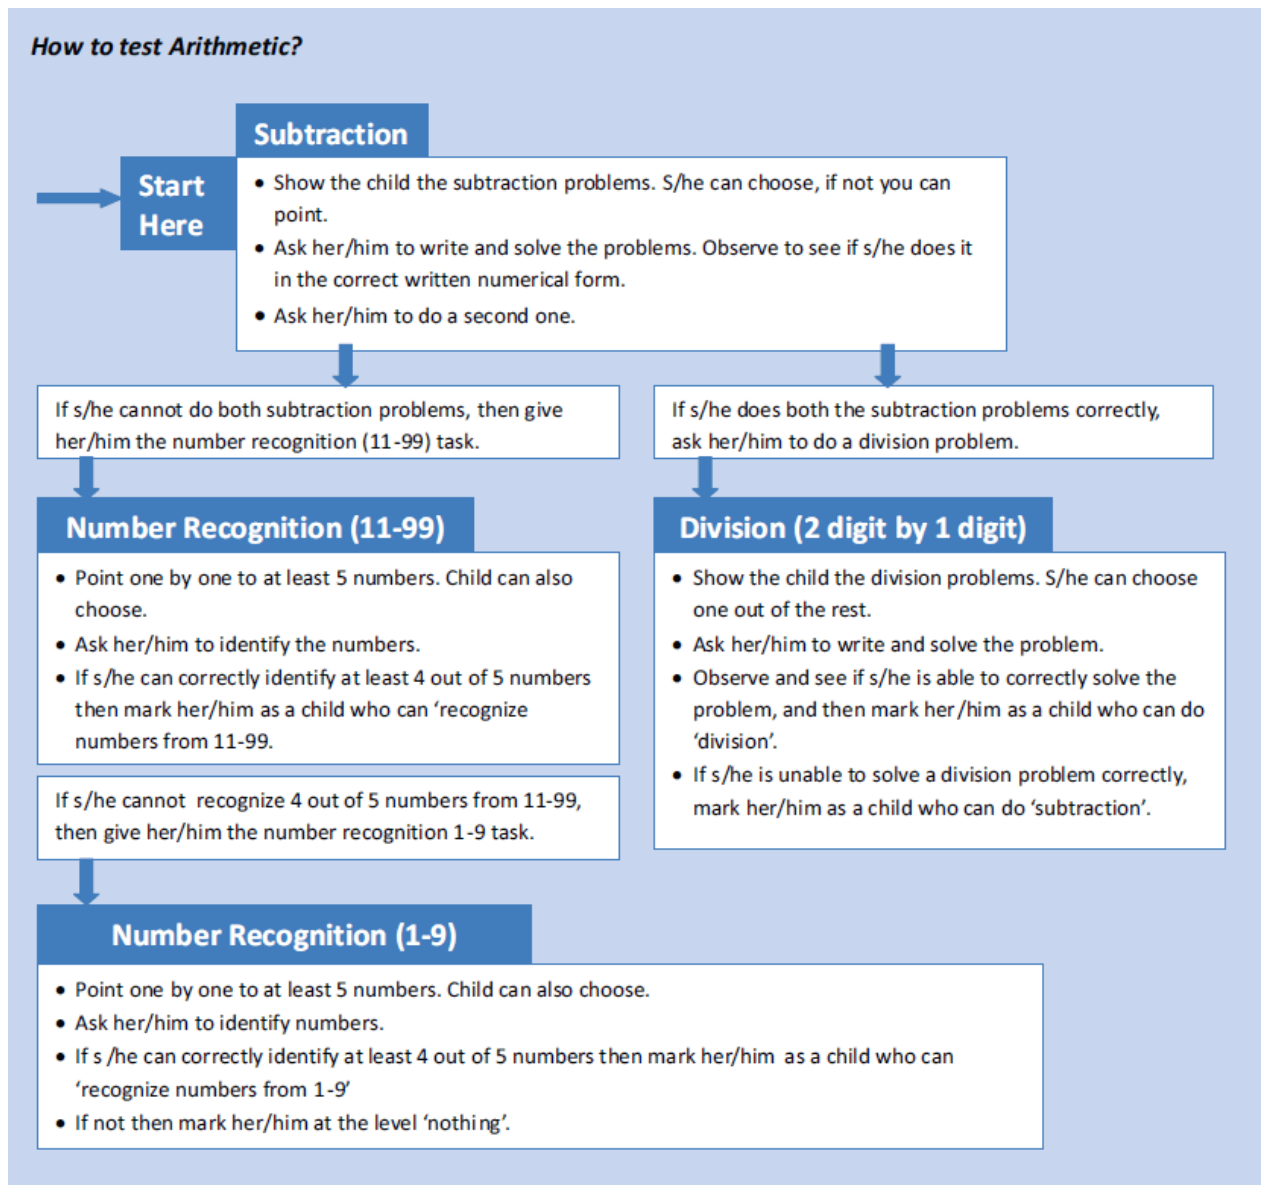 How to test Arithmetic?
Subtraction
Start
Here
• Show the child the subtraction problems. S/he can choose, if not you can
point.
• Ask her/him to write and solve the problems. Observe to see if s/he does it
in the correct written numerical form.
• Ask her/him to do a second one.
If s/he cannot do both subtraction problems, then give
her/him the number recognition (11-99) task.
If s/he does both the subtraction problems correctly,
ask her/him to do a division problem.
Number Recognition (11-99)
• Point one by one to at least 5 numbers. Child can also
choose.
• Ask her/him to identify the numbers.
• If s/he can correctly identify at least 4 out of 5 numbers
then mark her/him as a child who can ‘recognize
numbers from 11-99.
If s/he cannot recognize 4 out of 5 numbers from 11-99,
then give her/him the number recognition 1-9 task.
Division (2 digit by 1 digit)
• Show the child the division problems. S/he can choose
one out of the rest.
• Ask her/him to write and solve the problem.
• Observe and see if s/he is able to correctly solve the
problem, and then mark her/him as a child who can do
‘division’.
• If s/he is unable to solve a division problem correctly,
mark her/him as a child who can do ‘subtraction’.
Number Recognition (1-9)
• Point one by one to at least 5 numbers. Child can also choose.
• Ask her/him to identify numbers.
• If s /he can correctly identify at least 4 out of 5 numbers then mark her/him as a child who can
‘recognize numbers from 1-9’
• If not then mark her/him at the level ‘nothing’.